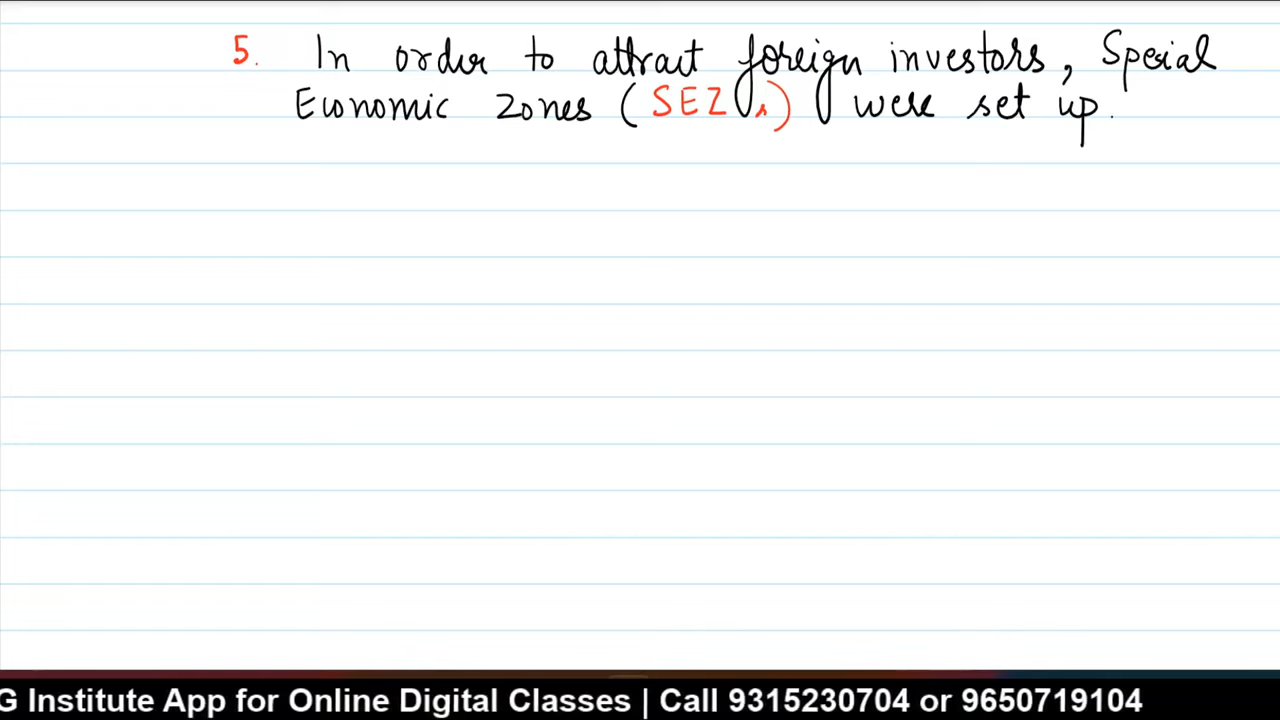 5. In order to attract foreign investors, Special
Economic Zones (SEZs) were set up.
G Institute App for Online Digital Classes | Call 9315230704 or 9650719104